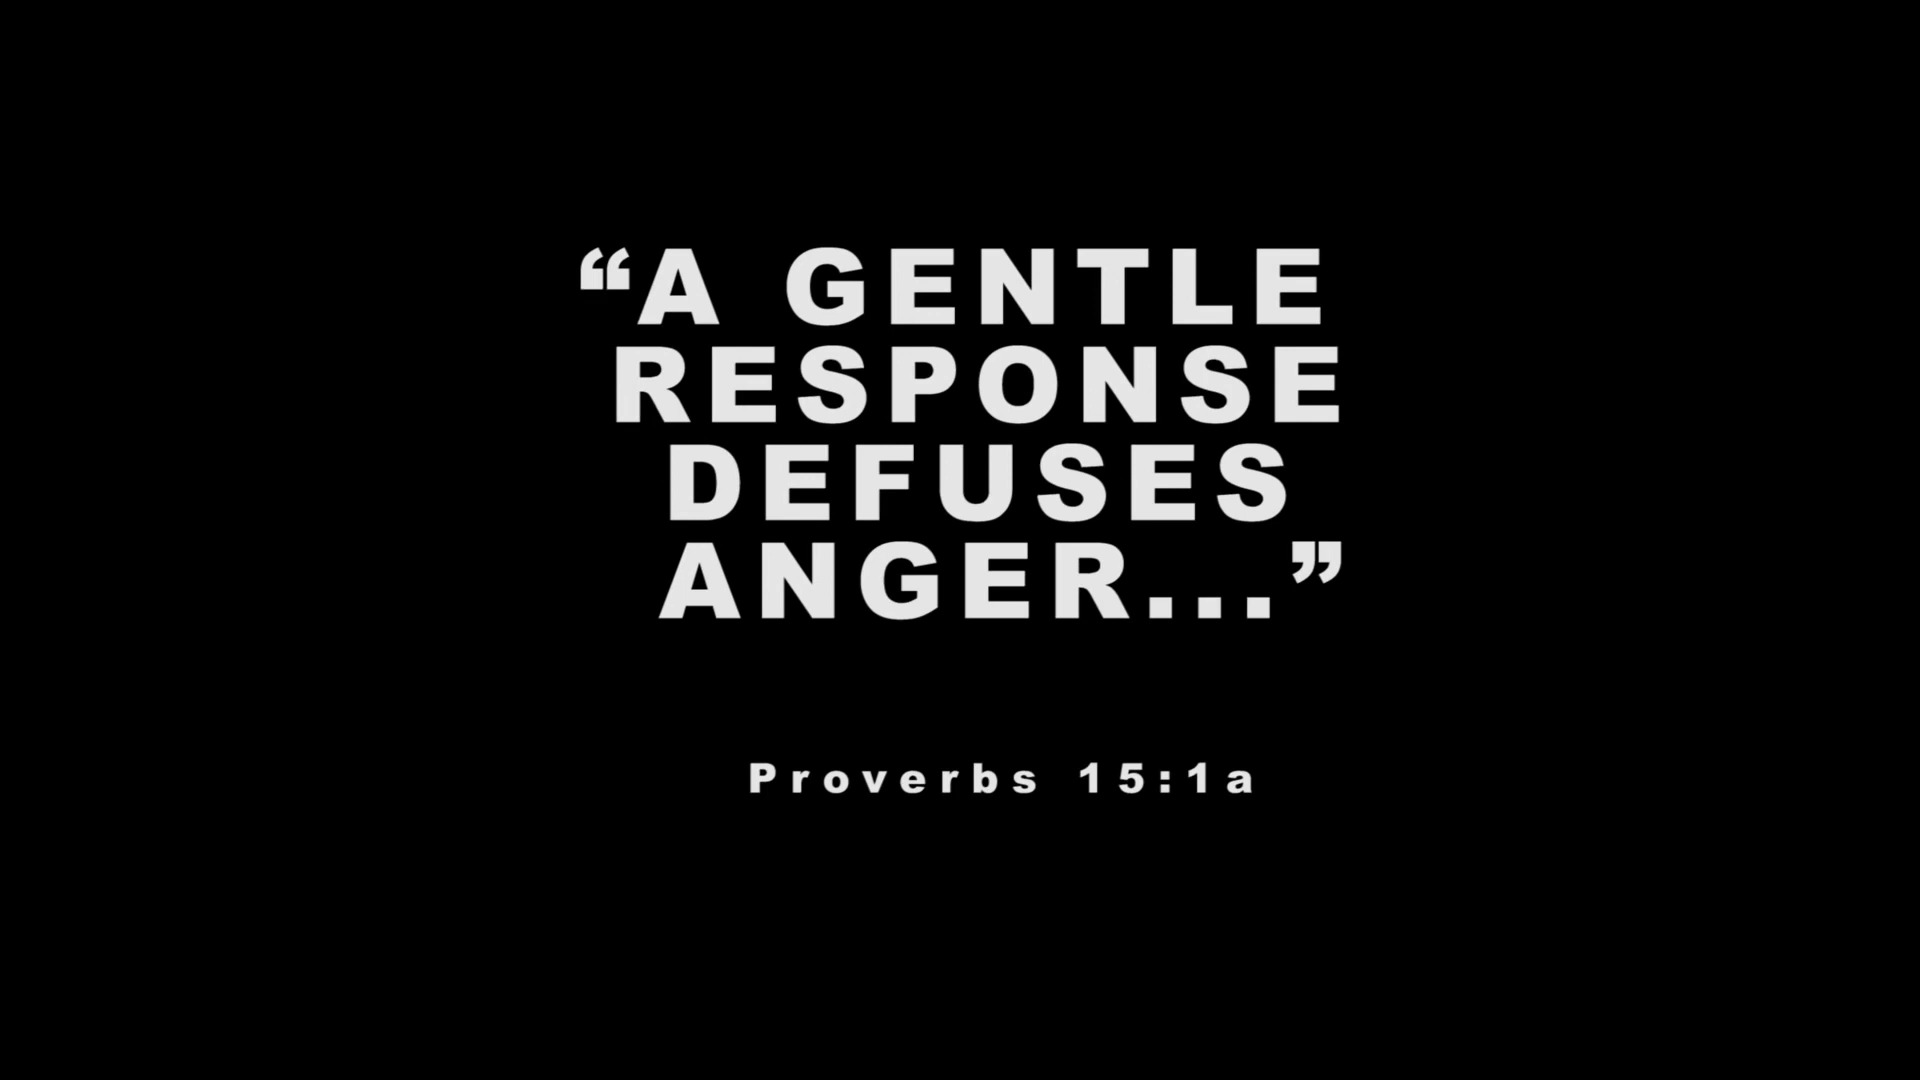 “A GENTLE
RESPONSE
DEFUSES
ANGER...”
Proverbs 15:1a